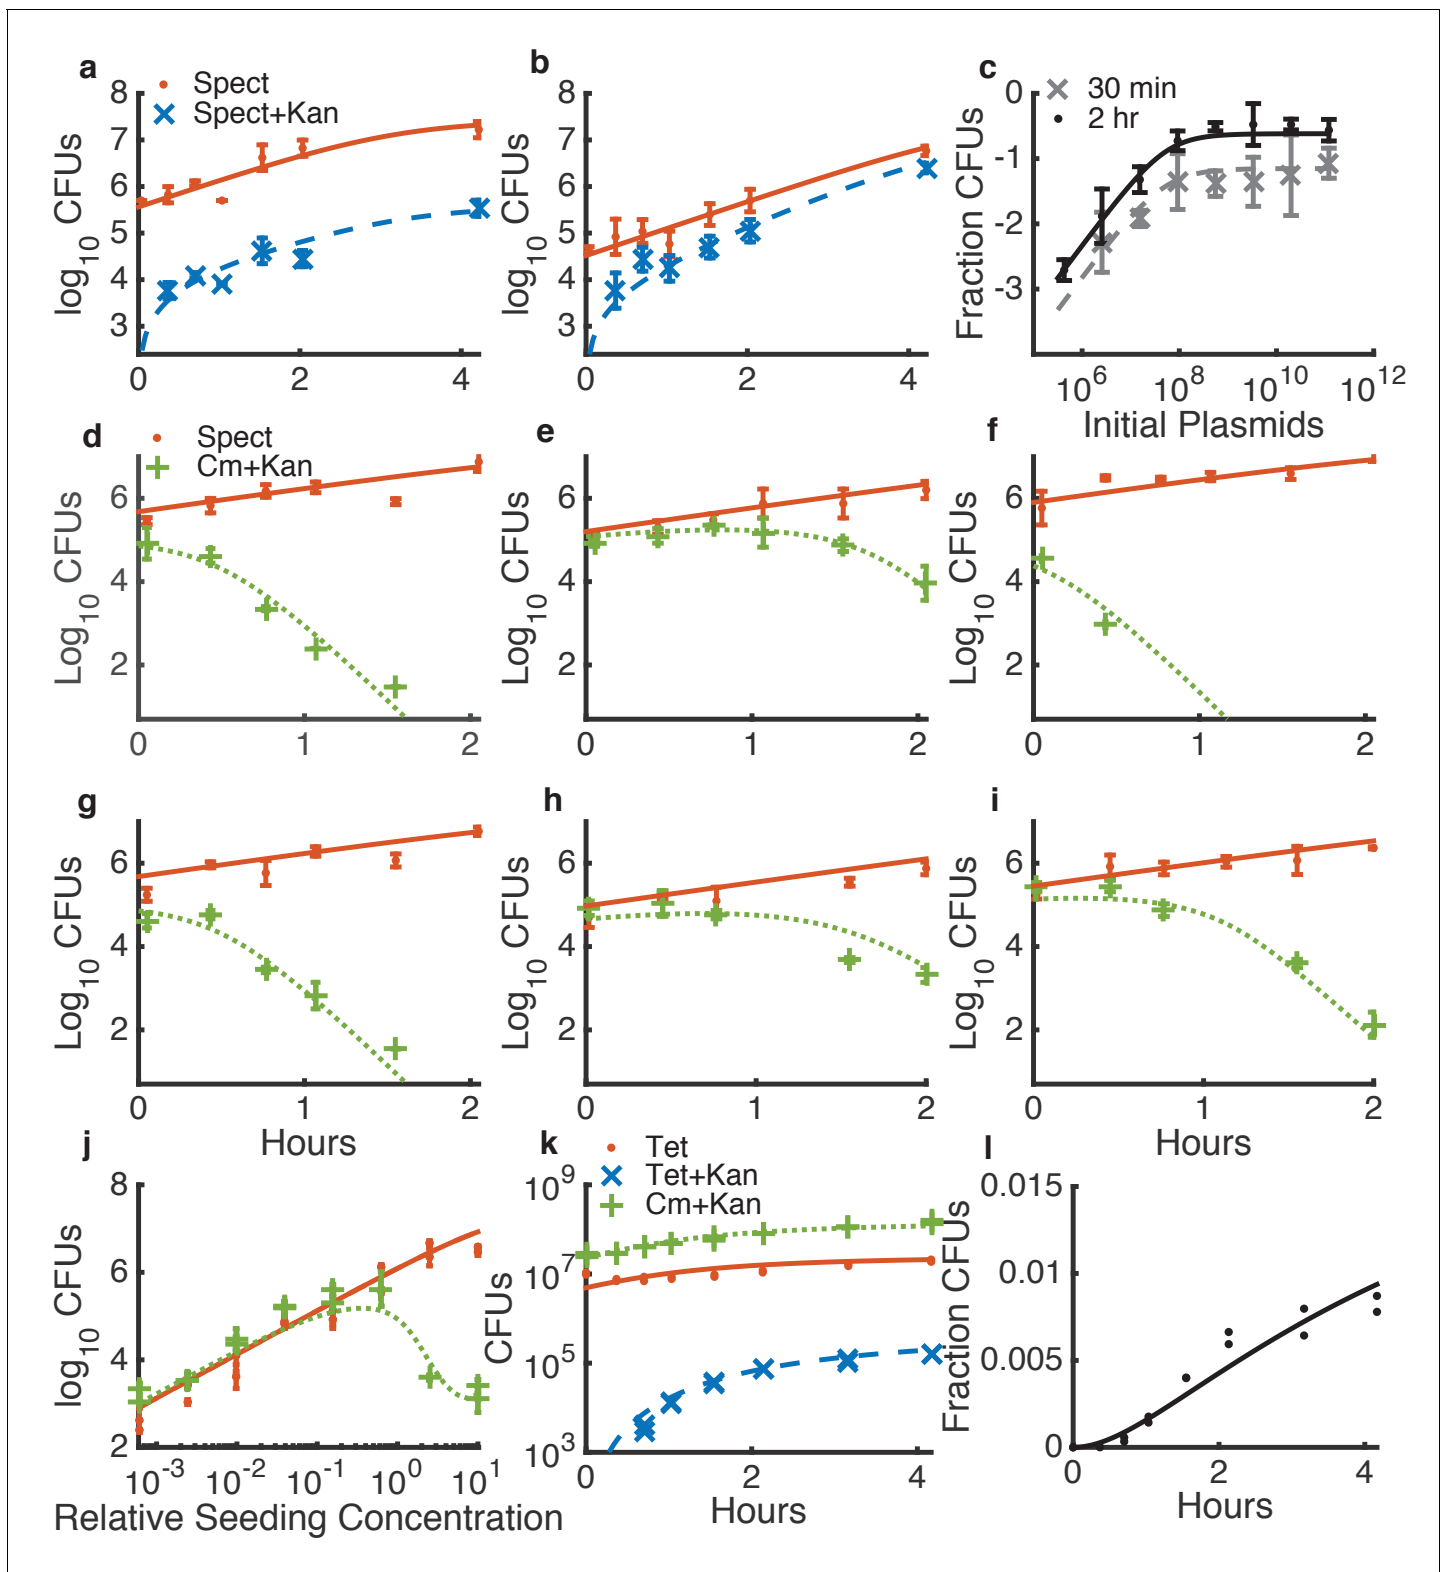 a
Spect
Spect+Kan
log10 CFUs
8
7
6
5
4
3
0 2 4
b
log10 CFUs
8
7
6
5
4
3
0 2 4
c
30 min
2 hr
Fraction CFUs
0
-1
-2
-3
10^6 10^8 10^10 10^12
Initial Plasmids
d
Spect
Cm+Kan
Log10 CFUs
6
4
2
0 1 2
e
Log10 CFUs
6
4
2
0 1 2
f
Log10 CFUs
6
4
2
0 1 2
g
Log10 CFUs
6
4
2
0 1 2
Hours
h
Log10 CFUs
6
4
2
0 1 2
i
Log10 CFUs
6
4
2
0 1 2
Hours
j
log10 CFUs
8
6
4
2
10^-3 10^-2 10^-1 10^0 10^1
Relative Seeding Concentration
k
Tet
Tet+Kan
Cm+Kan
CFUs
10^9
10^7
10^5
10^3
0 2 4
Hours
l
Fraction CFUs
0.015
0.01
0.005
0
0 2 4
Hours